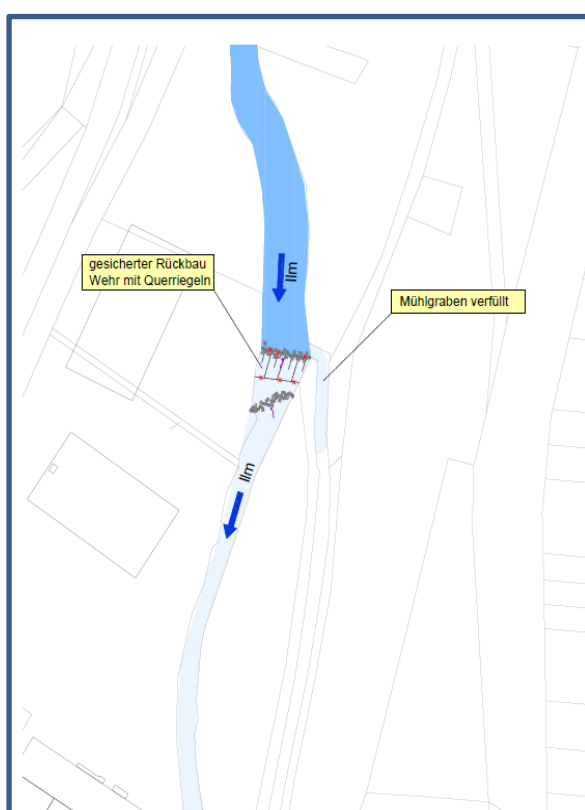 Ilm
gesicherter Rückbau
Wehr mit Querriegeln
Mühlgraben verfüllt
Ilm